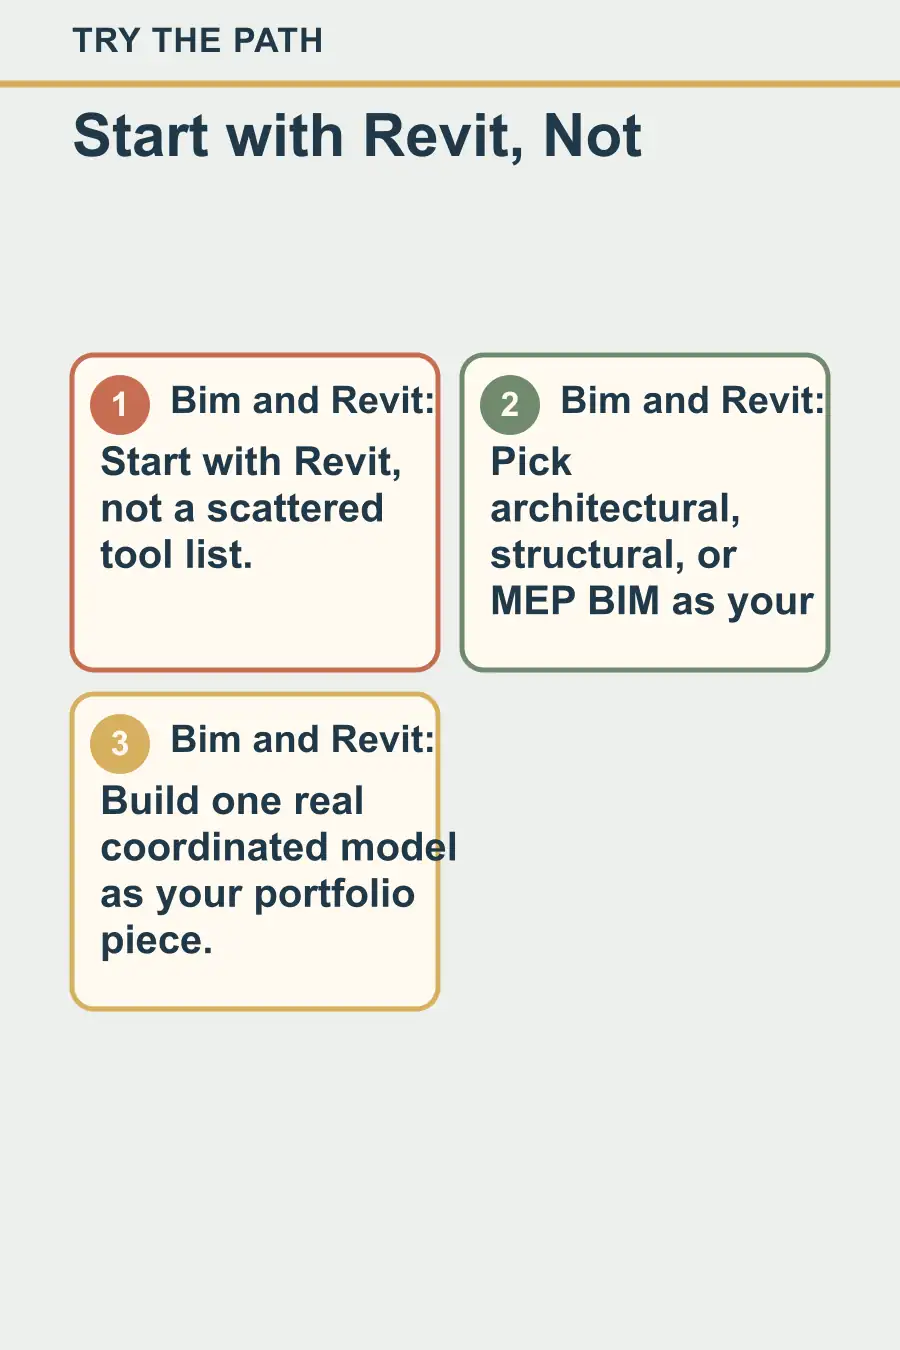 TRY THE PATH
Start with Revit, Not
1 Bim and Revit:
Start with Revit,
not a scattered
tool list.
2 Bim and Revit:
Pick
architectural,
structural, or
MEP BIM as your
3 Bim and Revit:
Build one real
coordinated model
as your portfolio
piece.